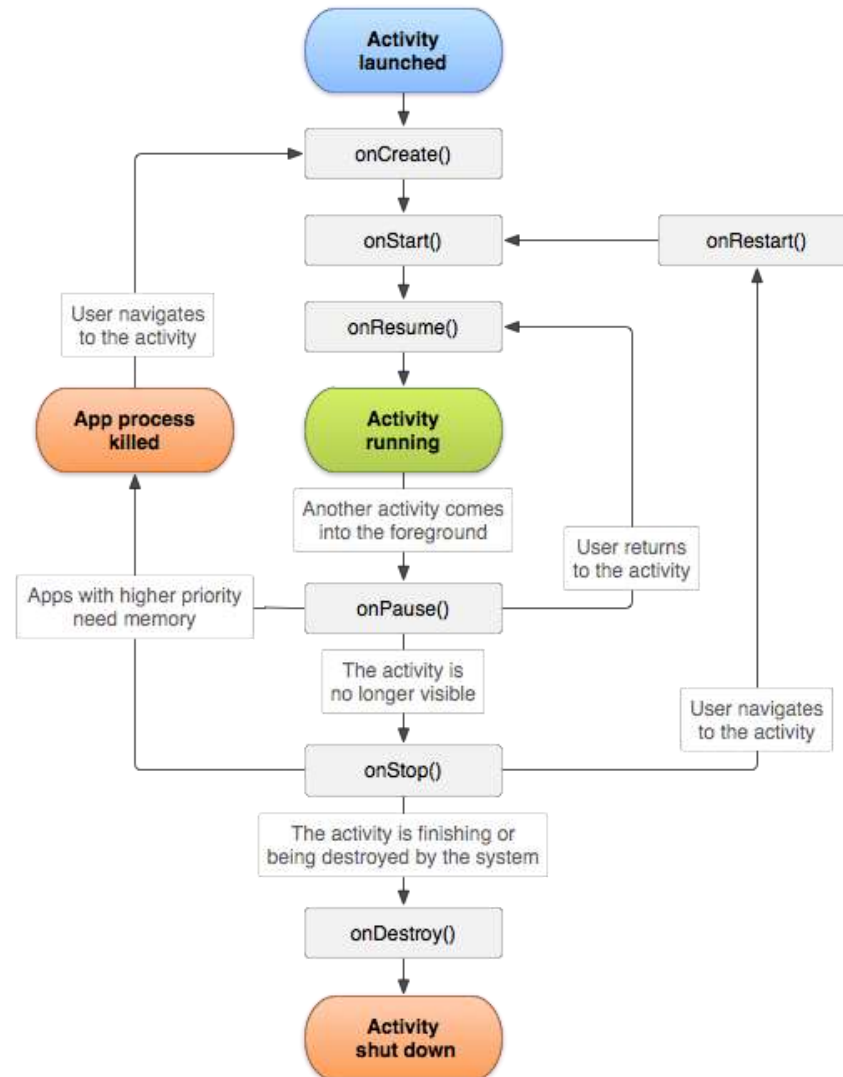 Activity
launched
onCreate()
onStart()
onRestart()
User navigates
to the activity
onResume()
App process
killed
Activity
running
Another activity comes
into the foreground
User returns
to the activity
Apps with higher priority
need memory
onPause()
The activity is
no longer visible
User navigates
to the activity
onStop()
The activity is finishing or
being destroyed by the system
onDestroy()
Activity
shut down